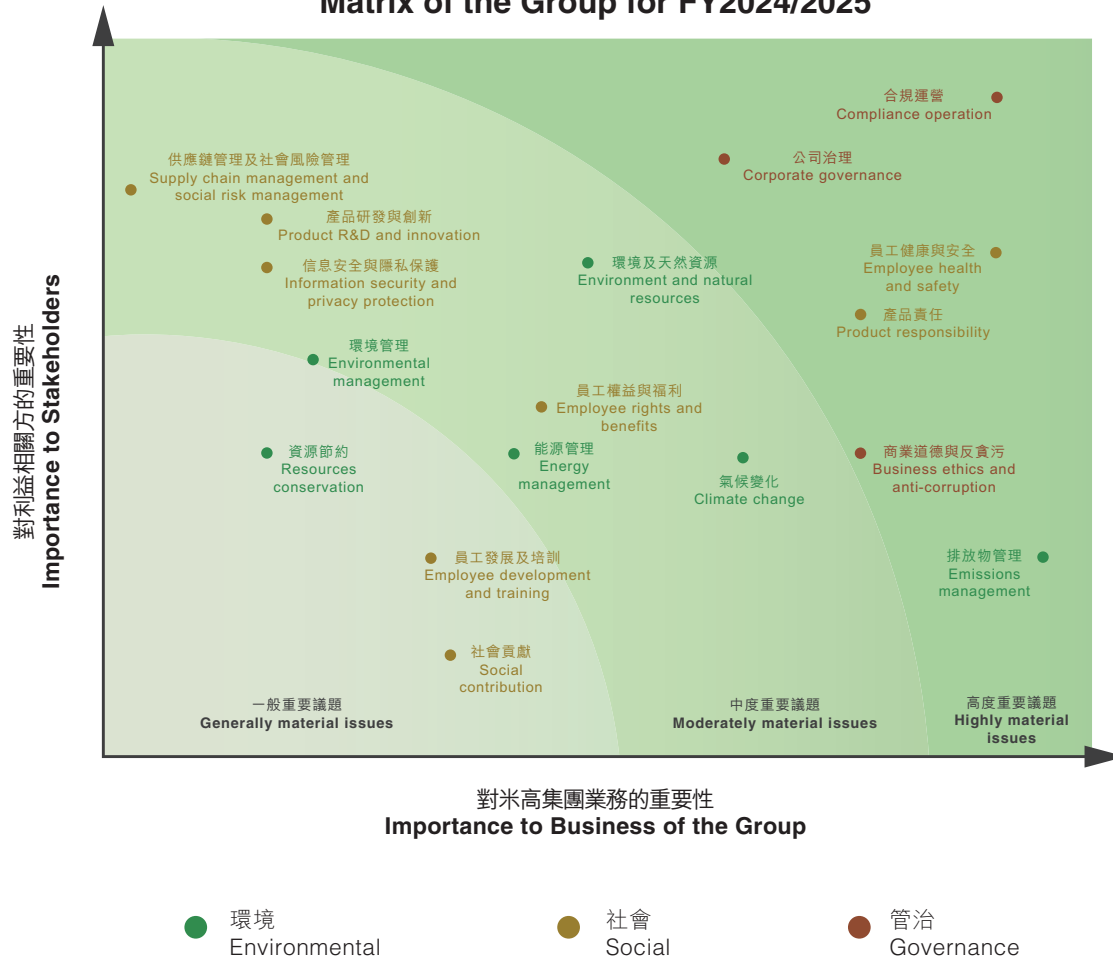 Matrix of the Group for FY2024/2025
合規運營
Compliance operation
公司治理
Corporate governance
供應鏈管理及社會風險管理
Supply chain management and
social risk management
產品研發與創新
Product R&D and innovation
信息安全與隱私保護
Information security and
privacy protection
環境及天然資源
Environment and natural
resources
員工健康與安全
Employee health
and safety
產品責任
Product responsibility
環境管理
Environmental
management
員工權益與福利
Employee rights and
benefits
資源節約
Resources
conservation
能源管理
Energy
management
氣候變化
Climate change
商業道德與反貪污
Business ethics and
anti-corruption
員工發展及培訓
Employee development
and training
排放物管理
Emissions
management
社會貢獻
Social
contribution
一般重要議題
Generally material issues
中度重要議題
Moderately material issues
高度重要議題
Highly material
issues
對利益相關方的重要性
Importance to Stakeholders
對米高集團業務的重要性
Importance to Business of the Group
環境
Environmental
社會
Social
管治
Governance